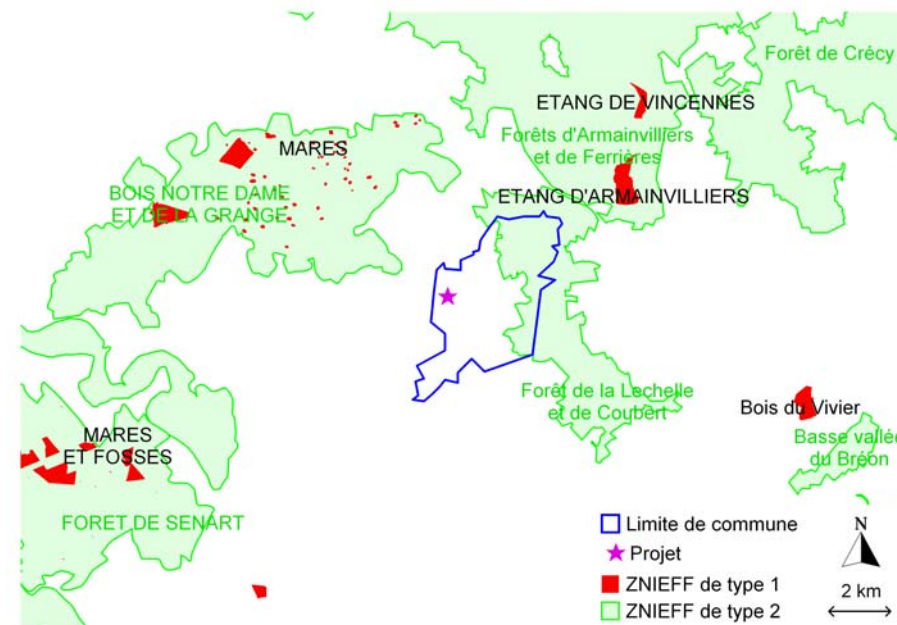 Forêt de Crécy
ETANG DE VINCENNES
Forêts d'Armainvilliers
et de Ferrières
MARES
BOIS NOTRE DAME
ET DE LA GRANGE
ETANG D'ARMAINVILLIERS
Forêt de la Lechelle
et de Coubert
Bois du Vivier
Basse vallée
du Bréon
MARES
ET FOSSES
FORET DE SENART
Limite de commune
Projet
ZNIEFF de type 1
ZNIEFF de type 2
N
2 km